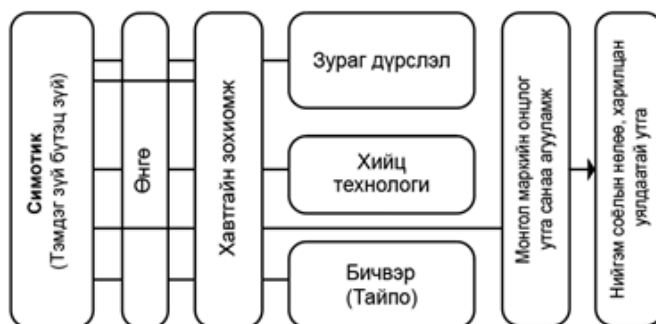 Симотик
(Тэмдэг зүй бүтэц зүй)
Өнгө
Хавтгайн зохиомж
Зураг дүрслэл
Хийц
технологи
Бичвэр
(Тайпо)
Монгол маркийн онцлог
утга санаа агууламж
Нийгэм соёлын нөлөө, харилцан
уялдаатай утга